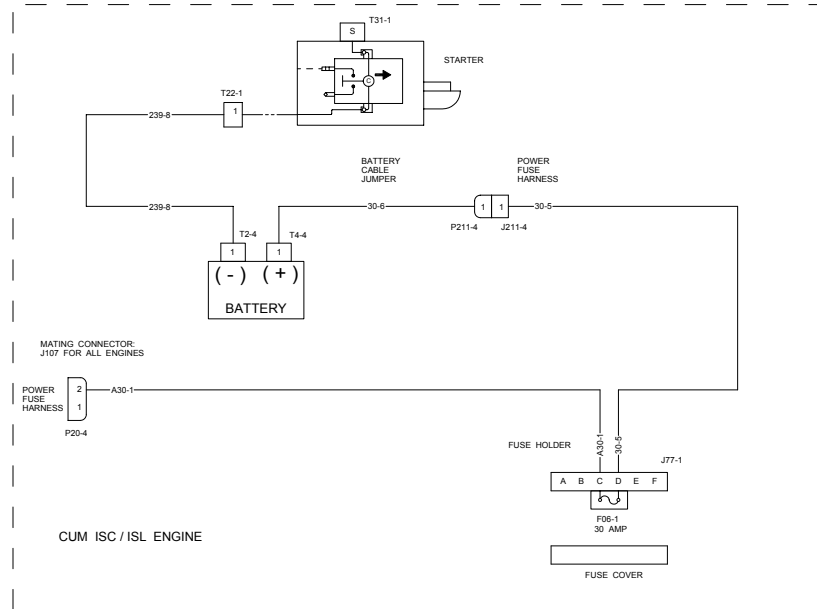 T31-1
S
STARTER
C
T22-1
1
239-8
BATTERY
CABLE
JUMPER
POWER
FUSE
HARNESS
239-8
30-6
1 1
30-5
P211-4
J211-4
T2-4
T4-4
1
1
( - ) ( + )
BATTERY
MATING CONNECTOR:
J107 FOR ALL ENGINES
POWER
FUSE
HARNESS
2
1
A30-1
P20-4
A30-1
30-5
FUSE HOLDER
J77-1
A B C D E F
F06-1
30 AMP
CUM ISC / ISL ENGINE
FUSE COVER